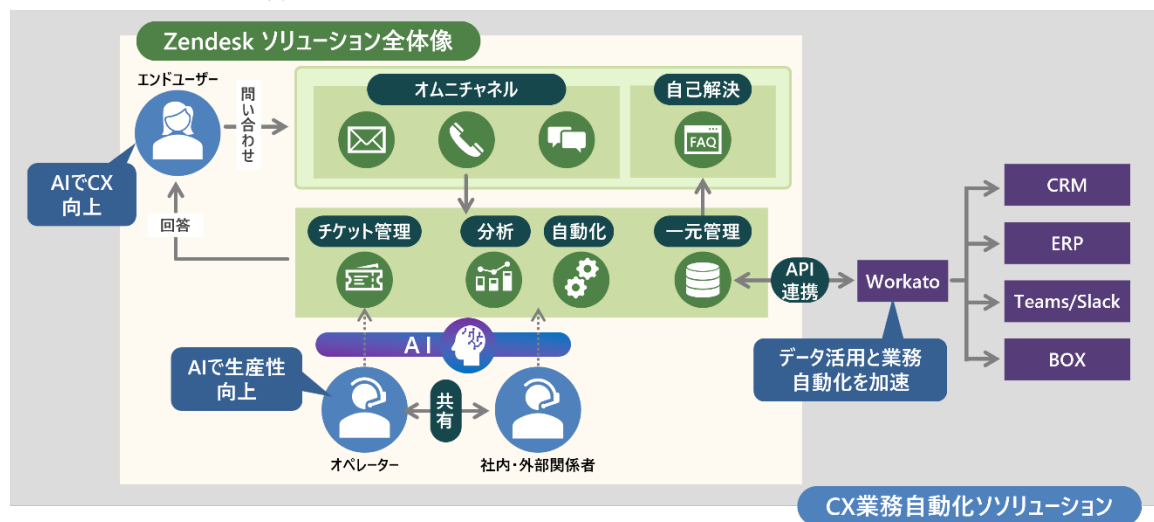 Zendesk ソリューション全体像
エンドユーザー
問い合わせ
オムニチャネル
自己解決
FAQ
AIでCX
向上
回答
チケット管理
分析
自動化
一元管理
API
連携
Workato
CRM
ERP
Teams/Slack
BOX
AI
AIで生産性
向上
共有
データ活用と業務
自動化を加速
オペレーター
社内・外部関係者
CX業務自動化ソソリューション